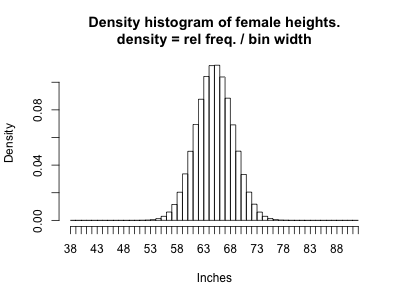 Density histogram of female heights.
density = rel freq. / bin width
Density
0.08
0.04
0.00
38 43 48 53 58 63 68 73 78 83 88
Inches